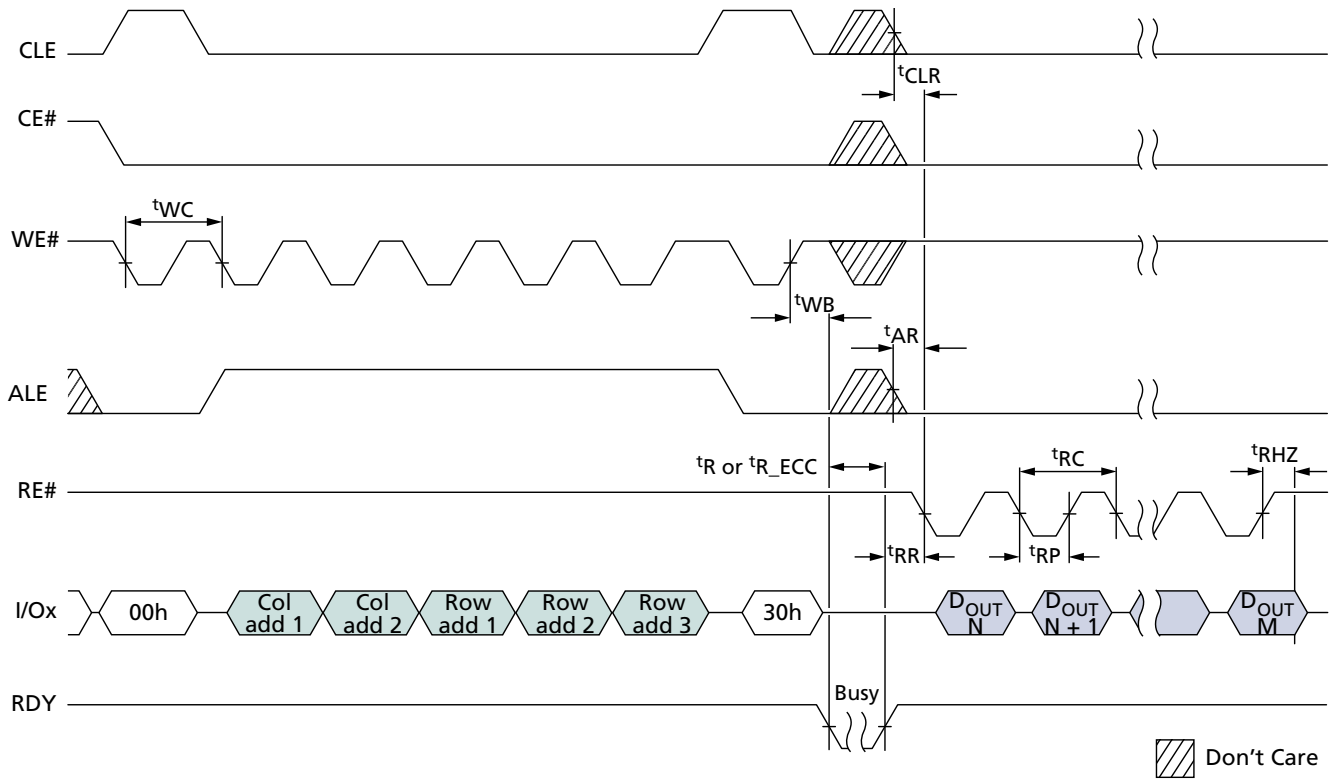 CLE
tCLR
CE#
tWC
WE#
tWB
tAR
ALE
tR or tR_ECC
tRC
tRHZ
RE#
tRR
tRP
I/Ox
00h
Col
add 1
Col
add 2
Row
add 1
Row
add 2
Row
add 3
30h
DOUT
N
DOUT
N + 1
DOUT
M
RDY
Busy
Don't Care